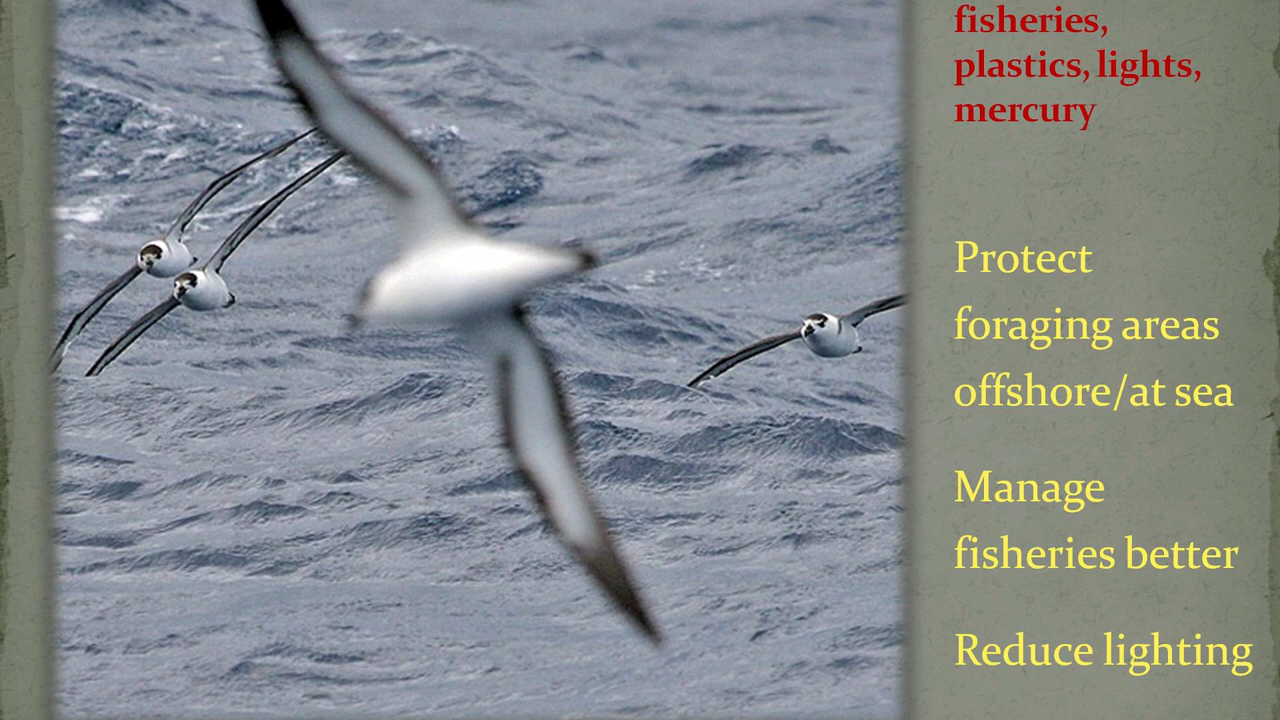 fisheries,
plastics, lights,
mercury
Protect
foraging areas
offshore/at sea
Manage
fisheries better
Reduce lighting